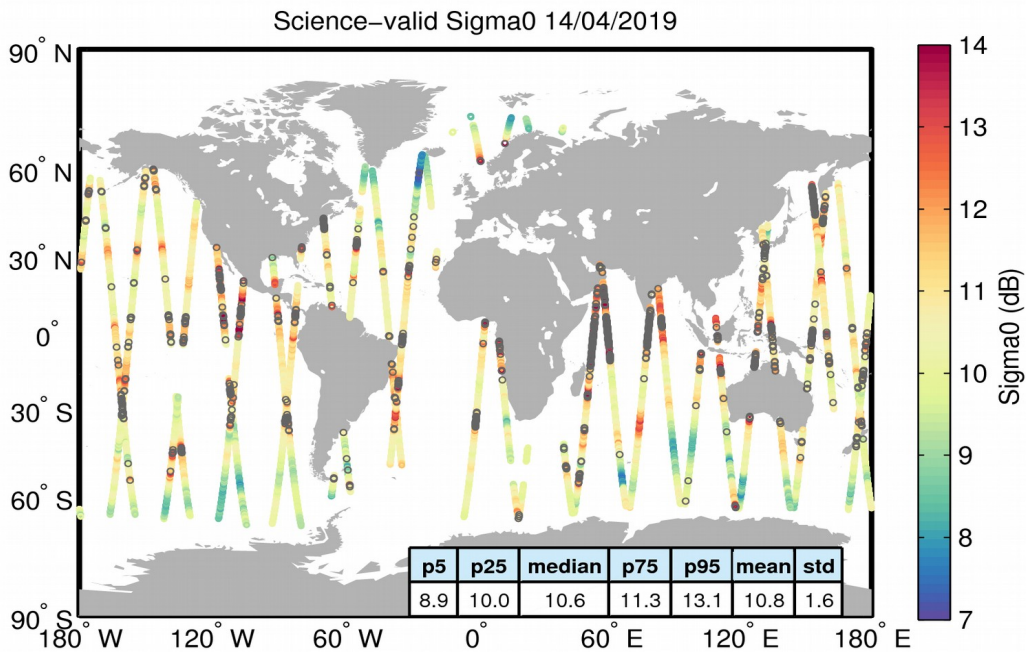 Science−valid Sigma0 14/04/2019
90° N
60° N
30° N
0°
30° S
60° S
90° S
180° W
120° W
60° W
0°
60° E
120° E
180° E
p5 p25 median p75 p95 mean std
8.9 10.0 10.6 11.3 13.1 10.8 1.6
14
13
12
11
10
9
8
7
Sigma0 (dB)